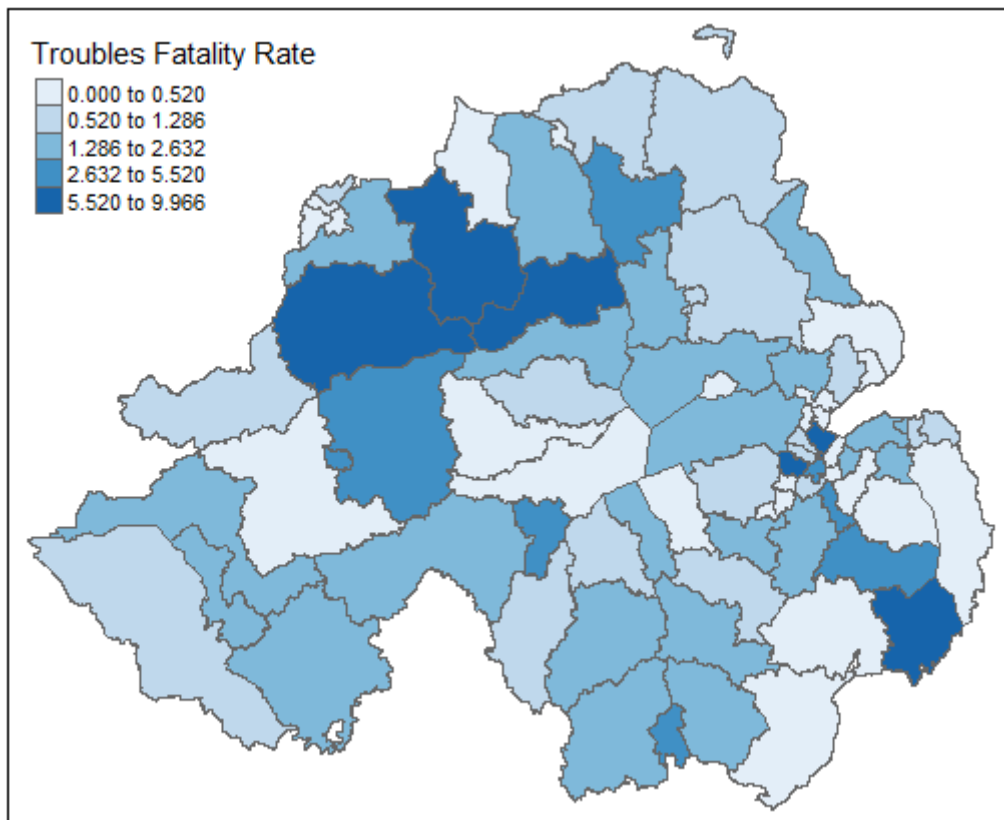 Troubles Fatality Rate
0.000 to 0.520
0.520 to 1.286
1.286 to 2.632
2.632 to 5.520
5.520 to 9.966